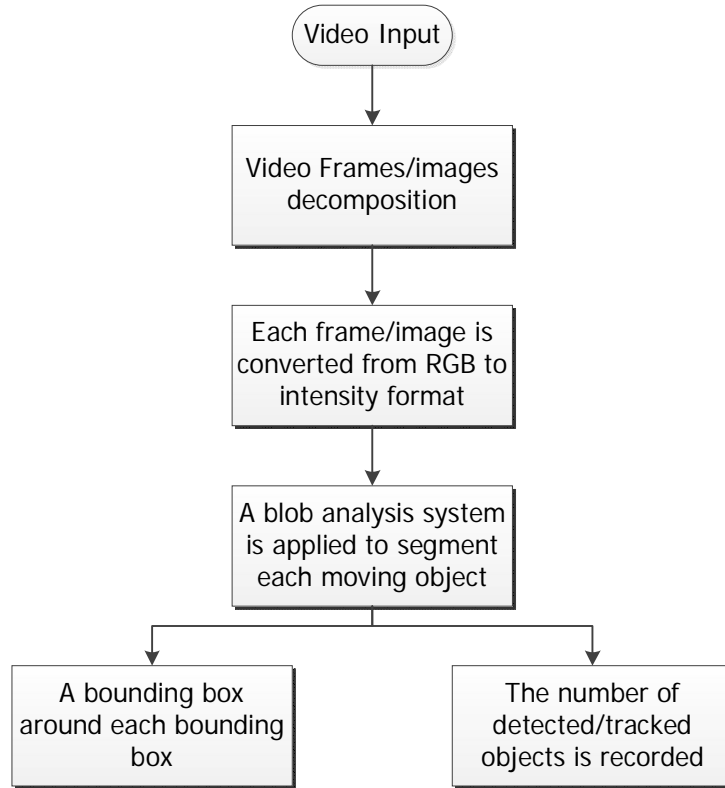 Video Input
Video Frames/images
decomposition
Each frame/image is
converted from RGB to
intensity format
A blob analysis system
is applied to segment
each moving object
A bounding box
around each bounding
box
The number of
detected/tracked
objects is recorded